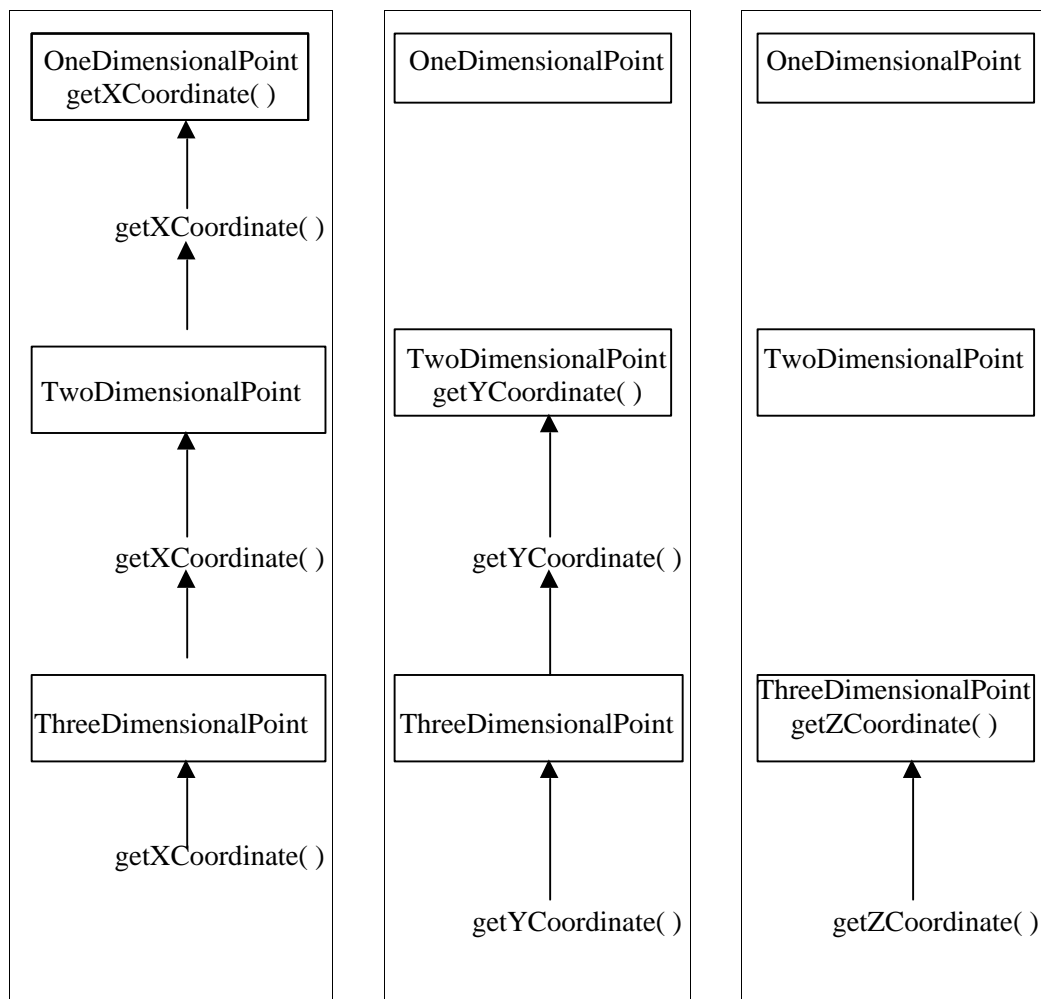 OneDimensionalPoint
getXCoordinate( )
getXCoordinate( )
TwoDimensionalPoint
getXCoordinate( )
ThreeDimensionalPoint
getXCoordinate( )
OneDimensionalPoint
TwoDimensionalPoint
getYCoordinate( )
getYCoordinate( )
ThreeDimensionalPoint
getYCoordinate( )
OneDimensionalPoint
TwoDimensionalPoint
ThreeDimensionalPoint
getZCoordinate( )
getZCoordinate( )